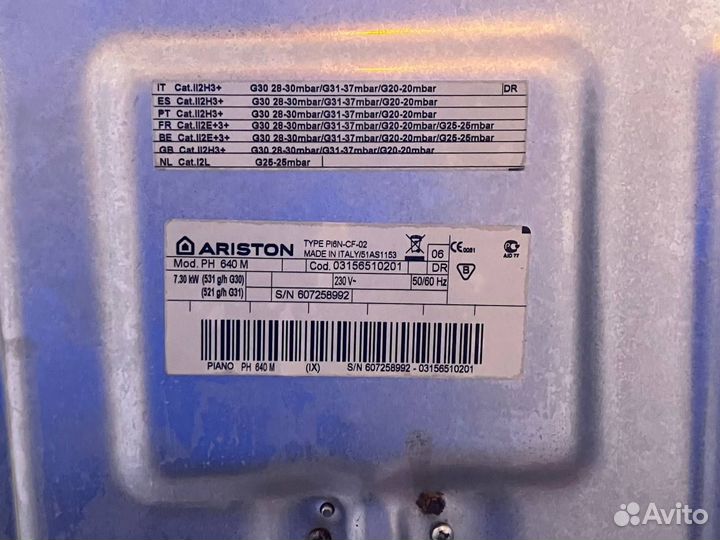 IT Cat.II2H3+ G30 28-30mbar/G31-37mbar/G20-20mbar DR
ES Cat.II2H3+ G30 28-30mbar/G31-37mbar/G20-20mbar
PT Cat.II2H3+ G30 28-30mbar/G31-37mbar/G20-20mbar
FR Cat.II2E+3+ G30 28-30mbar/G31-37mbar/G20-20mbar/G25-25mbar
BE Cat.II2E+3+ G30 28-30mbar/G31-37mbar/G20-20mbar/G25-25mbar
GB Cat.II2H3+ G30 28-30mbar/G31-37mbar/G20-20mbar
NL Cat.I2L G25-25mbar
ARISTON TYPE PI6N-CF-02
MADE IN ITALY/51AS1153 06 CE 0081 B
Mod. PH 640 M Cod. 03156510201 DR
7.30 kW (531 g/h G30) 230 V~ 50/60 Hz
(521 g/h G31) S/N 607258992
PIANO PH 640 M (IX) S/N 607258992 - 03156510201
Avito